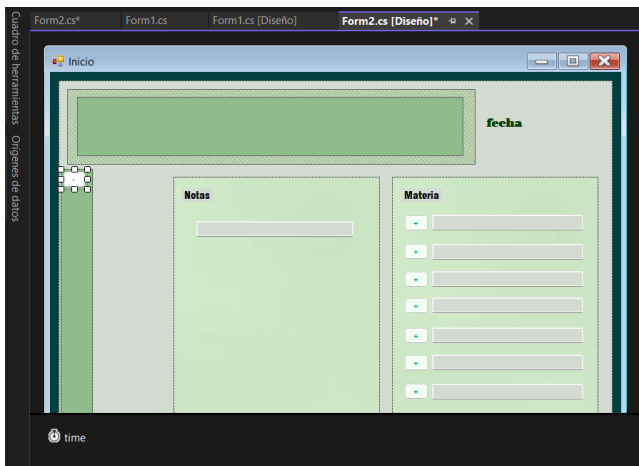 Form2.cs*
Form1.cs
Form1.cs [Diseño]
Form2.cs [Diseño]*
Cuadro de herramientas
Orígenes de datos
Inicio
fecha
-
Notas
Materia
+
+
+
+
+
+
+
time